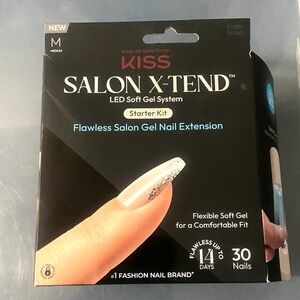 NEW
M
MEDIUM
KISS
SALON X-TEND™
LED Soft Gel System
Starter Kit
Flawless Salon Gel Nail Extension
Flexible Soft Gel
for a Comfortable Fit
FLAWLESS UP TO
14
DAYS
30
Nails
#1 FASHION NAIL BRAND*